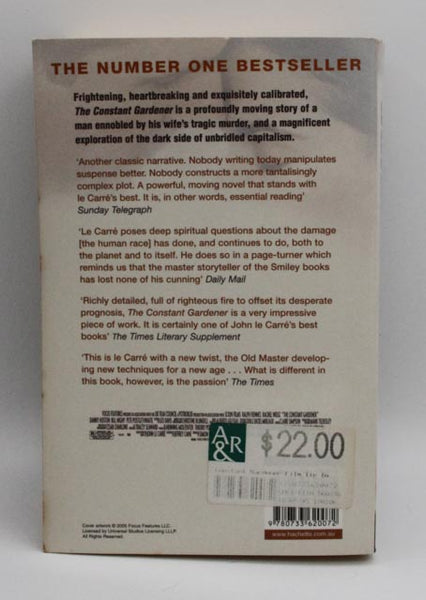 THE NUMBER ONE BESTSELLER
Frightening, heartbreaking and exquisitely calibrated,
The Constant Gardener is a profoundly moving story of a
man ennobled by his wife's tragic murder, and a magnificent
exploration of the dark side of unbridled capitalism.
'Another classic narrative. Nobody writing today manipulates
suspense better. Nobody constructs a more tantalisingly
complex plot. A powerful, moving novel that stands with
le Carré's best. It is, in other words, essential reading'
Sunday Telegraph
'Le Carré poses deep spiritual questions about the damage
[the human race] has done, and continues to do, both to
the planet and to itself. He does so in a page-turner which
reminds us that the master storyteller of the Smiley books
has lost none of his cunning' Daily Mail
'Richly detailed, full of righteous fire to offset its desperate
prognosis, The Constant Gardener is a very impressive
piece of work. It is certainly one of John le Carré's best
books' The Times Literary Supplement
'This is le Carré with a new twist, the Old Master develop-
ing new techniques for a new age . . . What is different in
this book, however, is the passion' The Times
A&R
$22.00
Cover artwork © 2005 Focus Features LLC.
Licensed by Universal Studios Licensing LLLP.
All Rights Reserved.
9780733620072
www.hachette.com.au